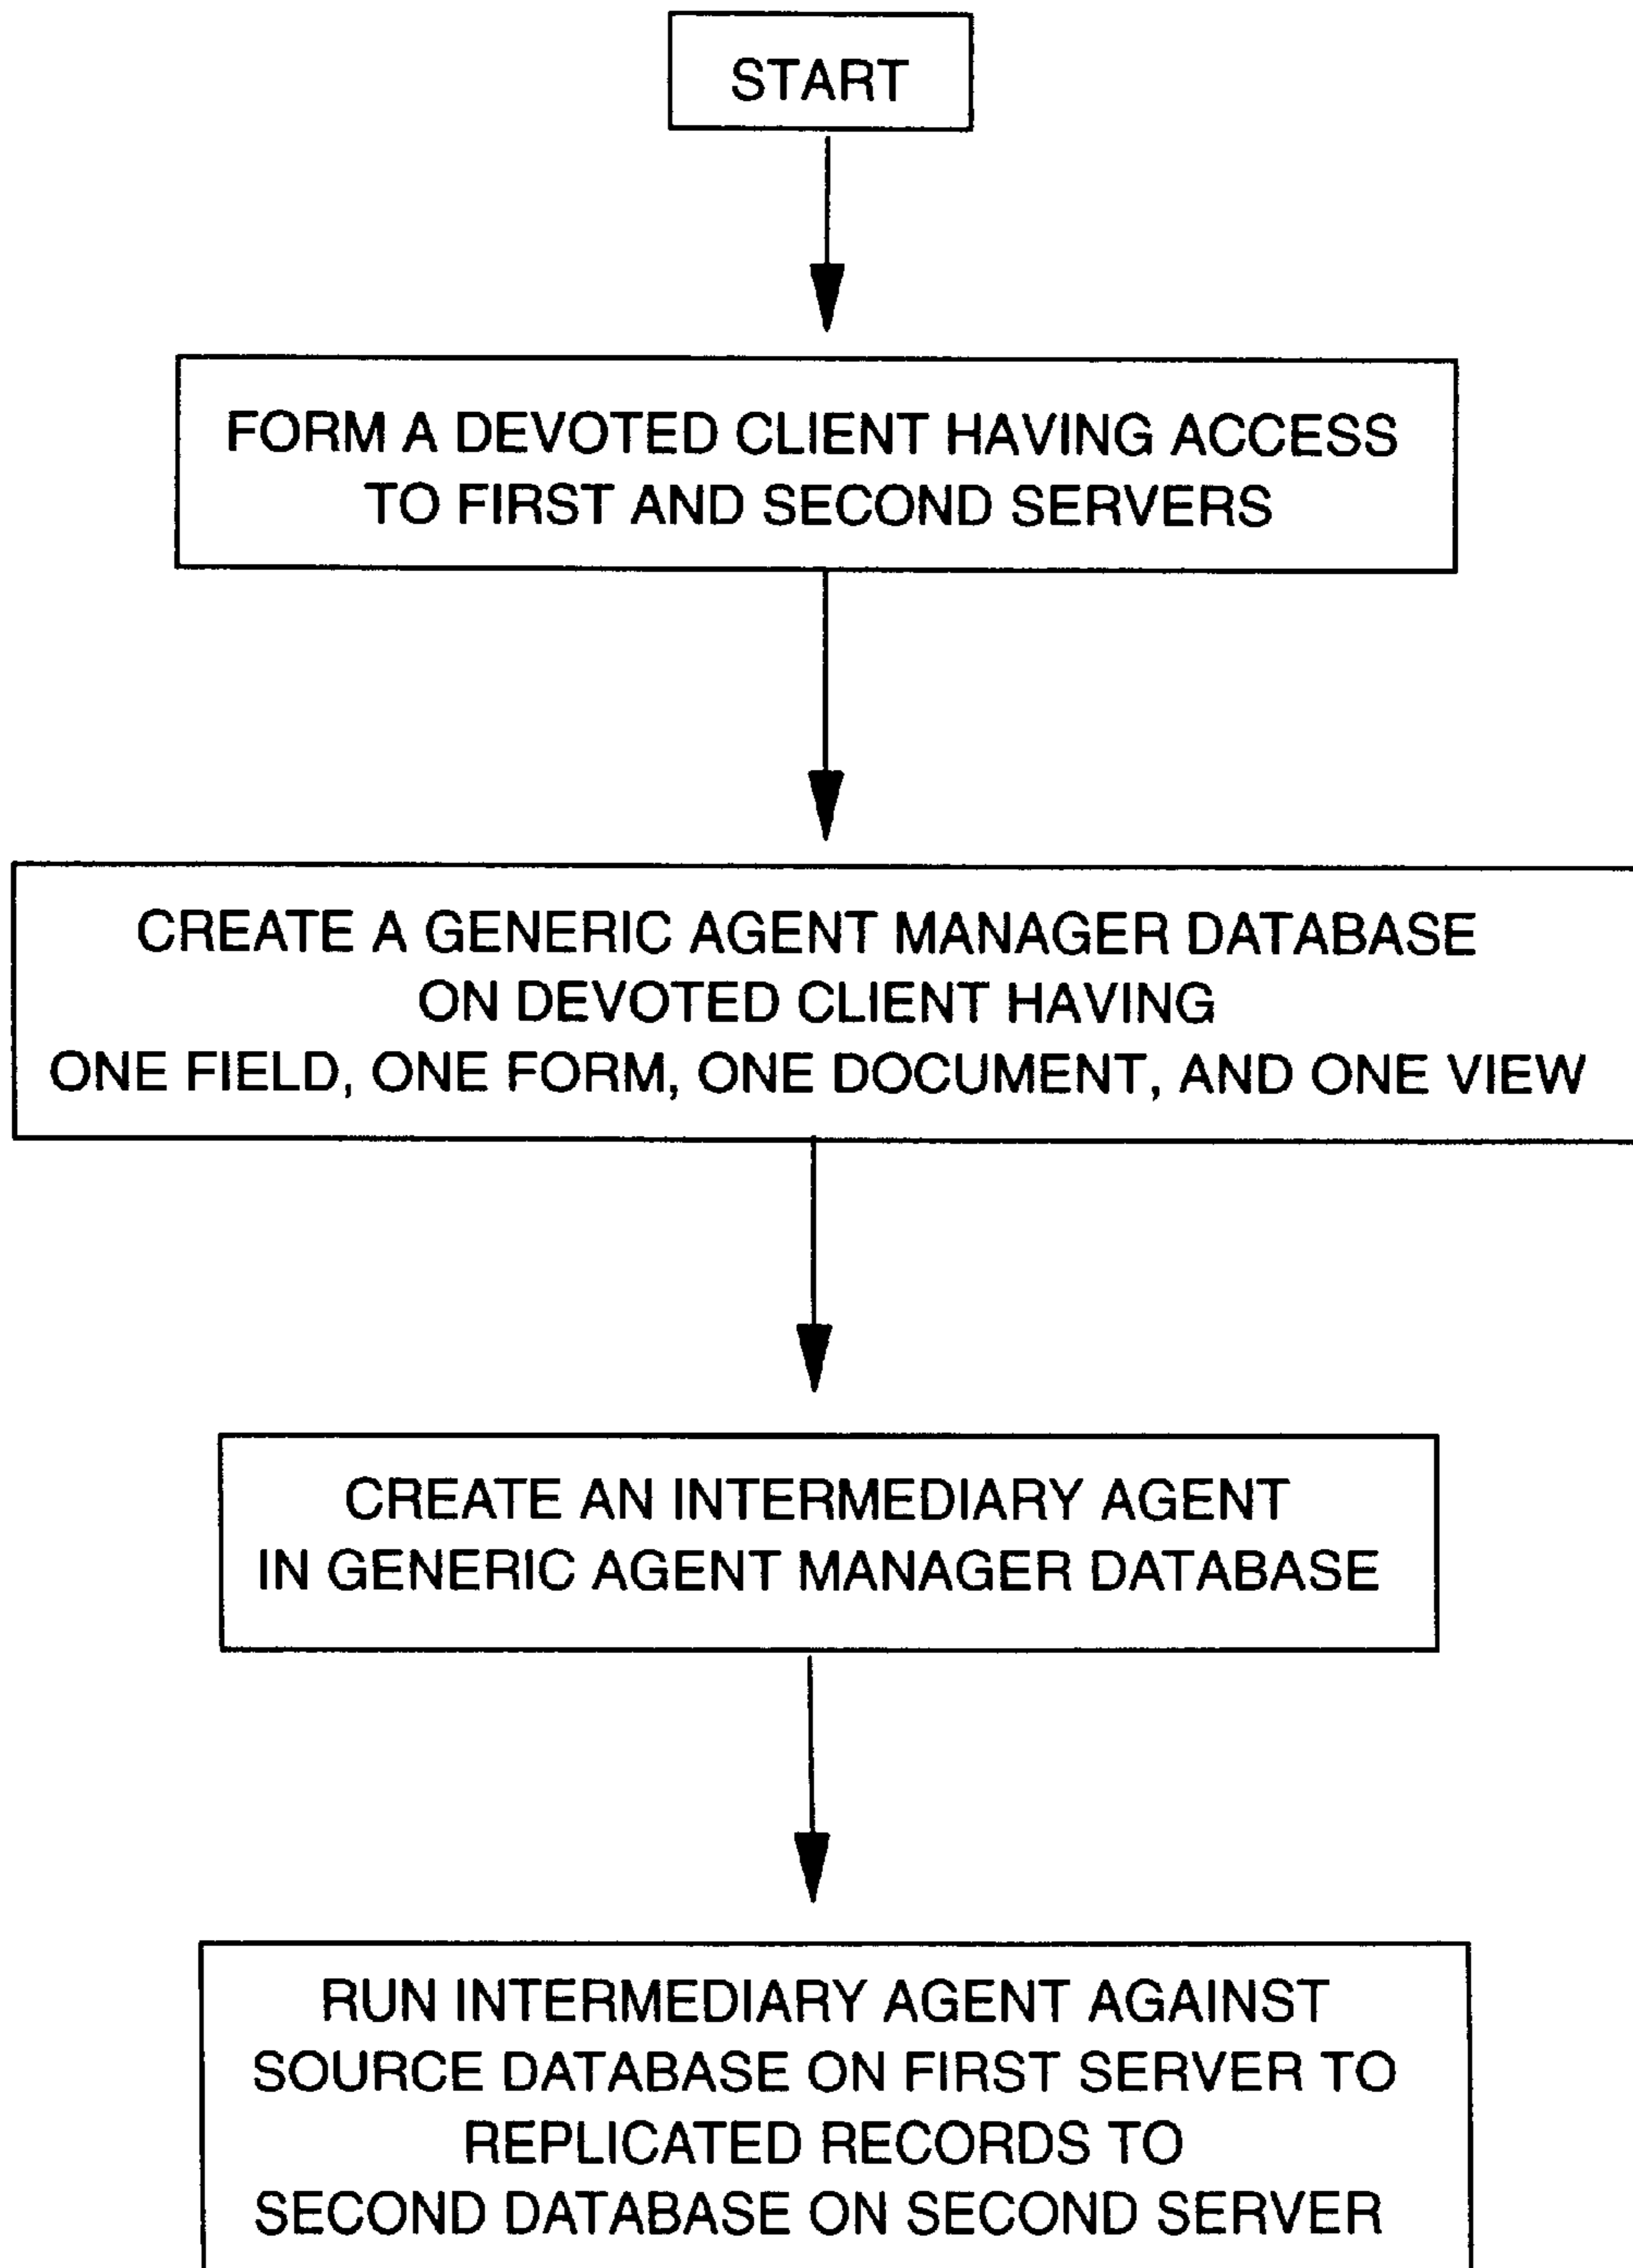 START
FORM A DEVOTED CLIENT HAVING ACCESS
TO FIRST AND SECOND SERVERS
CREATE A GENERIC AGENT MANAGER DATABASE
ON DEVOTED CLIENT HAVING
ONE FIELD, ONE FORM, ONE DOCUMENT, AND ONE VIEW
CREATE AN INTERMEDIARY AGENT
IN GENERIC AGENT MANAGER DATABASE
RUN INTERMEDIARY AGENT AGAINST
SOURCE DATABASE ON FIRST SERVER TO
REPLICATED RECORDS TO
SECOND DATABASE ON SECOND SERVER